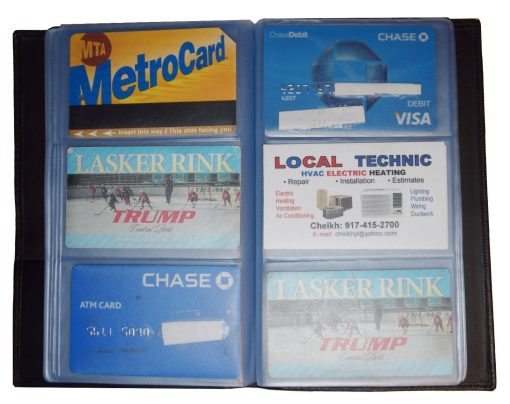 MTA
MetroCard
Insert this way / This side facing you
LASKER RINK
TRUMP
Central Park
CHASE
ATM CARD
Chase Debit
CHASE
4207
DEBIT
VISA
LOCAL TECHNIC
HVAC ELECTRIC HEATING
• Repair • Installation • Estimates
Electric
Heating
Ventilation
Air Conditioning
Lighting
Plumbing
Wiring
Ductwork
Cheikh: 917-415-2700
E-mail: cheikhyl@yahoo.com
LASKER RINK
TRUMP
Central Park